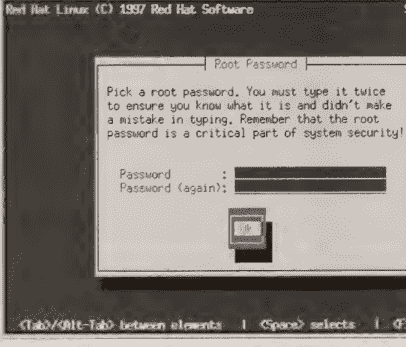 Red Hat Linux (C) 1997 Red Hat Software
Root Password
Pick a root password. You must type it twice
to ensure you know what it is and didn't make
a mistake in typing. Remember that the root
password is a critical part of system security!
Password :
Password (again):
Ok
<Tab>/<Alt-Tab> between elements | <Space> selects |